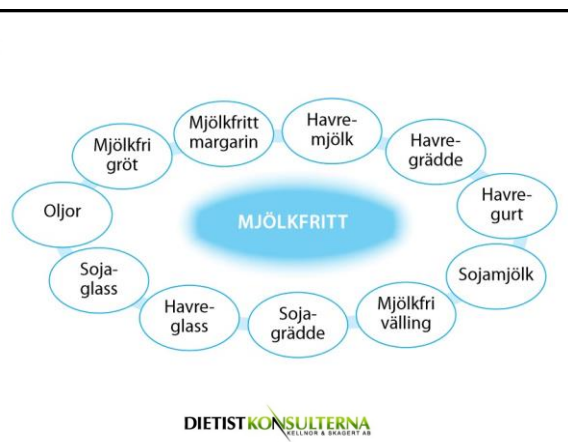 Mjölkfritt
margarin
Havre-
mjölk
Havre-
grädde
Havre-
gurt
Sojamjölk
Mjölkfri
välling
Soja-
grädde
Havre-
glass
Soja-
glass
Oljor
Mjölkfri
gröt
MJÖLKFRITT
DIETISTKONSULTERNA
KELLNOR & SKAGERT AB